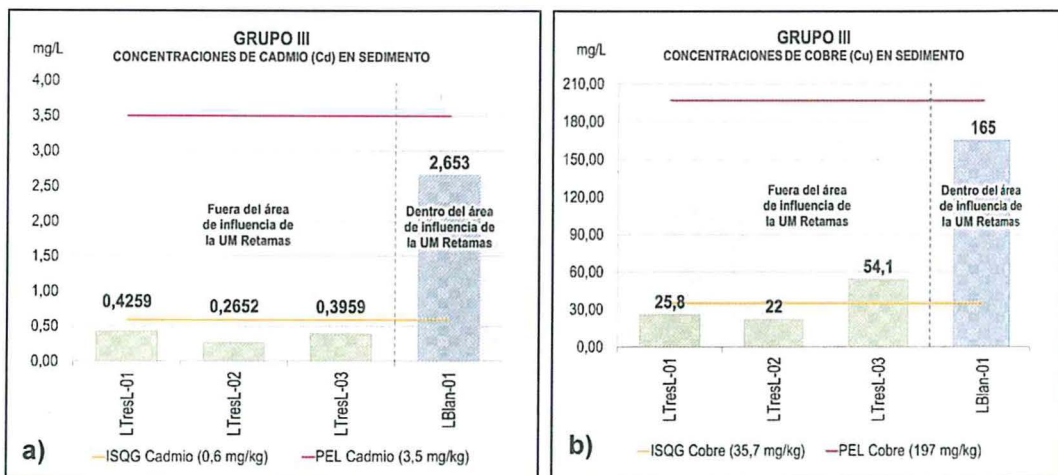 GRUPO III
CONCENTRACIONES DE CADMIO (Cd) EN SEDIMENTO
mg/L
4,00
3,50
3,00
2,50
2,00
1,50
1,00
0,50
0,00
0,4259
0,2652
0,3959
2,653
Fuera del área
de influencia de
la UM Retamas
Dentro del área
de influencia de
la UM Retamas
LTresL-01
LTresL-02
LTresL-03
LBlan-01
a)
ISQG Cadmio (0,6 mg/kg)
PEL Cadmio (3,5 mg/kg)
GRUPO III
CONCENTRACIONES DE COBRE (Cu) EN SEDIMENTO
mg/L
210,00
180,00
150,00
120,00
90,00
60,00
30,00
0,00
25,8
22
54,1
165
Fuera del área
de influencia de
la UM Retamas
Dentro del área
de influencia de
la UM Retamas
LTresL-01
LTresL-02
LTresL-03
LBlan-01
b)
ISQG Cobre (35,7 mg/kg)
PEL Cobre (197 mg/kg)